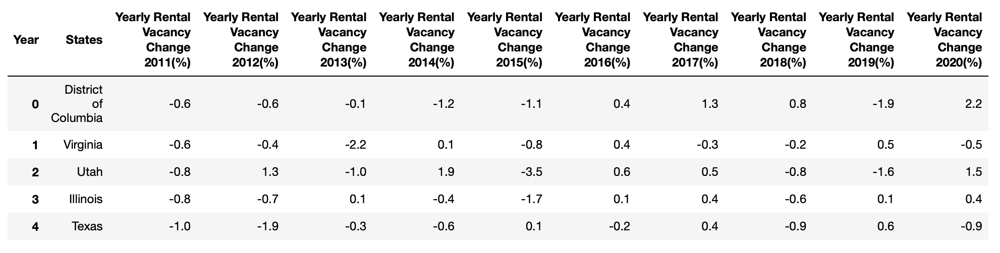 Year States Yearly Rental Vacancy Change 2011(%) Yearly Rental Vacancy Change 2012(%) Yearly Rental Vacancy Change 2013(%) Yearly Rental Vacancy Change 2014(%) Yearly Rental Vacancy Change 2015(%) Yearly Rental Vacancy Change 2016(%) Yearly Rental Vacancy Change 2017(%) Yearly Rental Vacancy Change 2018(%) Yearly Rental Vacancy Change 2019(%) Yearly Rental Vacancy Change 2020(%)
0 District of Columbia -0.6 -0.6 -0.1 -1.2 -1.1 0.4 1.3 0.8 -1.9 2.2
1 Virginia -0.6 -0.4 -2.2 0.1 -0.8 0.4 -0.3 -0.2 0.5 -0.5
2 Utah -0.8 1.3 -1.0 1.9 -3.5 0.6 0.5 -0.8 -1.6 1.5
3 Illinois -0.8 -0.7 0.1 -0.4 -1.7 0.1 0.4 -0.6 0.1 0.4
4 Texas -1.0 -1.9 -0.3 -0.6 0.1 -0.2 0.4 -0.9 0.6 -0.9